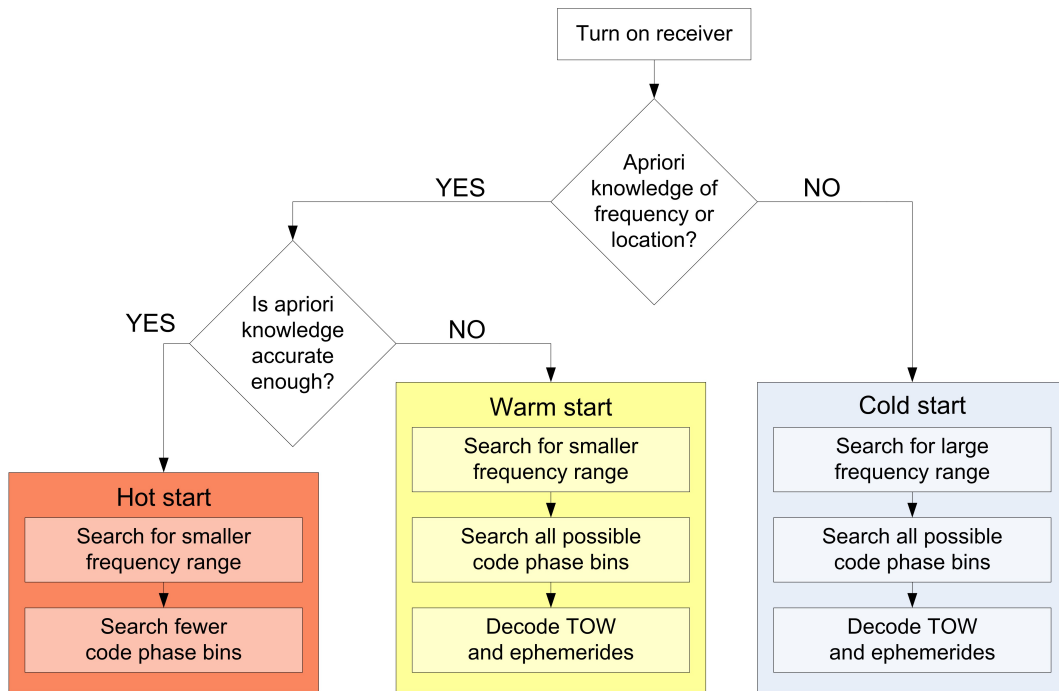 Turn on receiver
Apriori
knowledge of
frequency or
location?
YES
NO
Is apriori
knowledge
accurate
enough?
YES
NO
Hot start
Search for smaller
frequency range
Search fewer
code phase bins
Warm start
Search for smaller
frequency range
Search all possible
code phase bins
Decode TOW
and ephemerides
Cold start
Search for large
frequency range
Search all possible
code phase bins
Decode TOW
and ephemerides